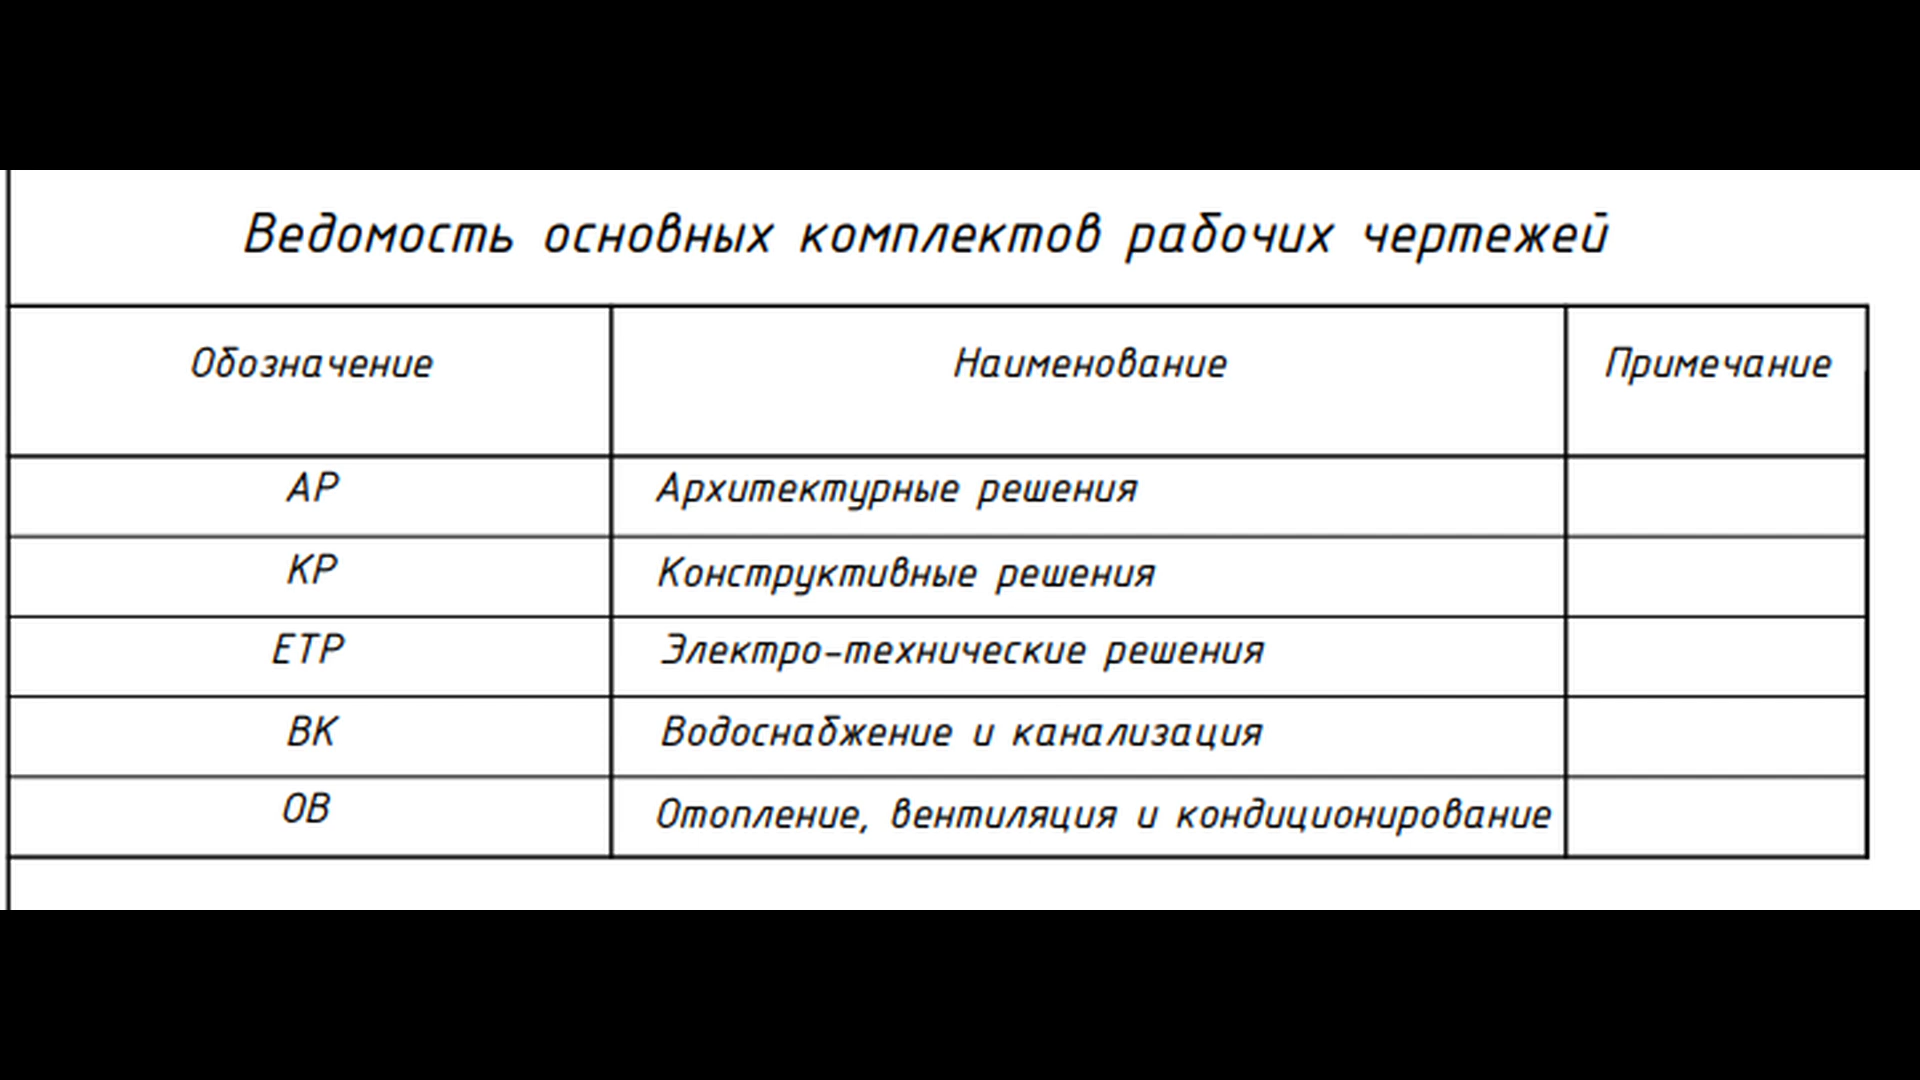 Ведомость основных комплектов рабочих чертежей
Обозначение Наименование Примечание
АР Архитектурные решения
КР Конструктивные решения
ЕТР Электро-технические решения
ВК Водоснабжение и канализация
ОВ Отопление, вентиляция и кондиционирование